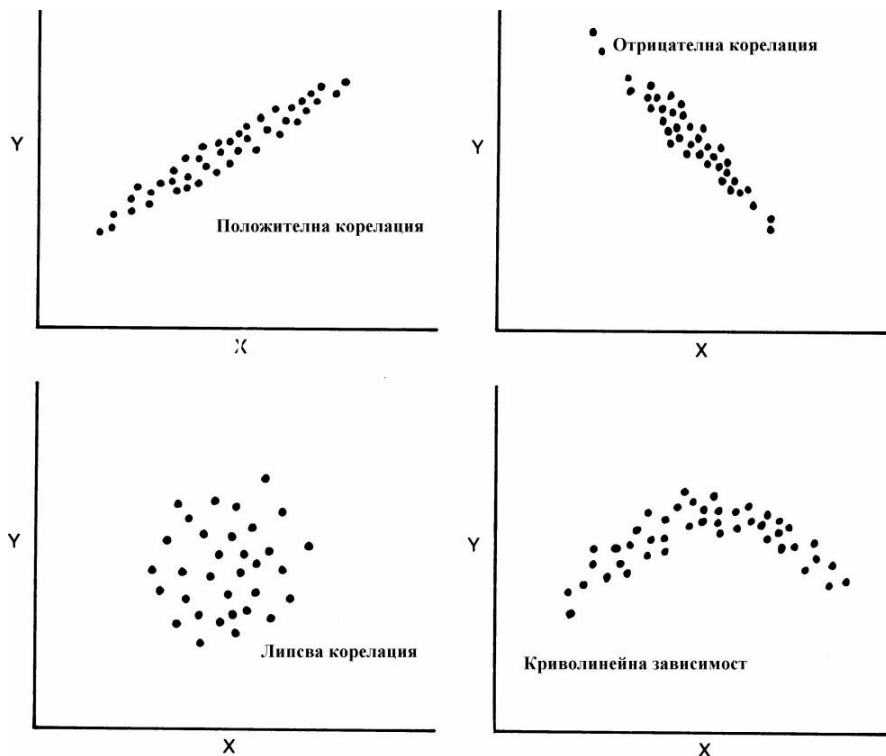 Y
Положителна корелация
X
Отрицателна корелация
Y
X
Y
Липсва корелация
X
Y
Криволинейна зависимост
X